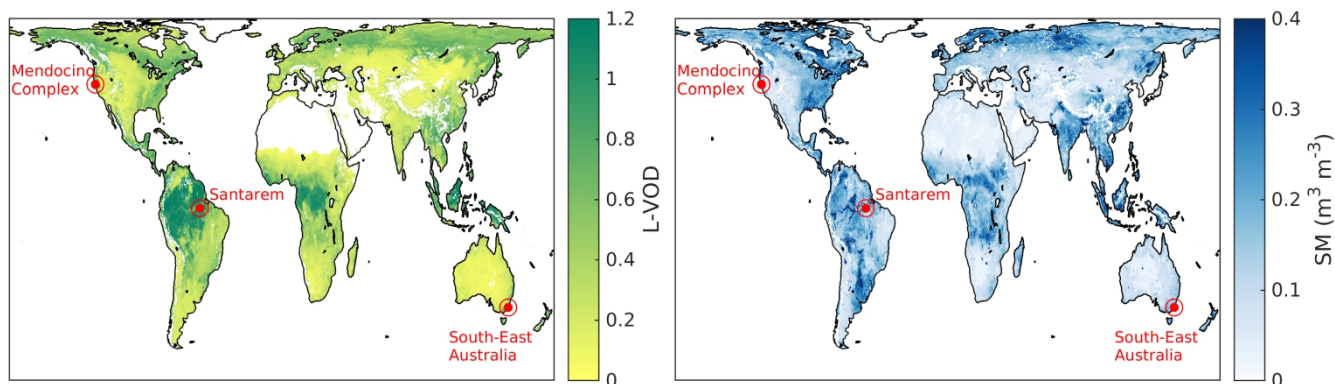 Mendocino
Complex
Santarem
South-East
Australia
1.2
1
0.8
0.6
0.4
0.2
0
L-VOD
Mendocino
Complex
Santarem
South-East
Australia
0.4
0.3
0.2
0.1
0
SM (m³ m⁻³)